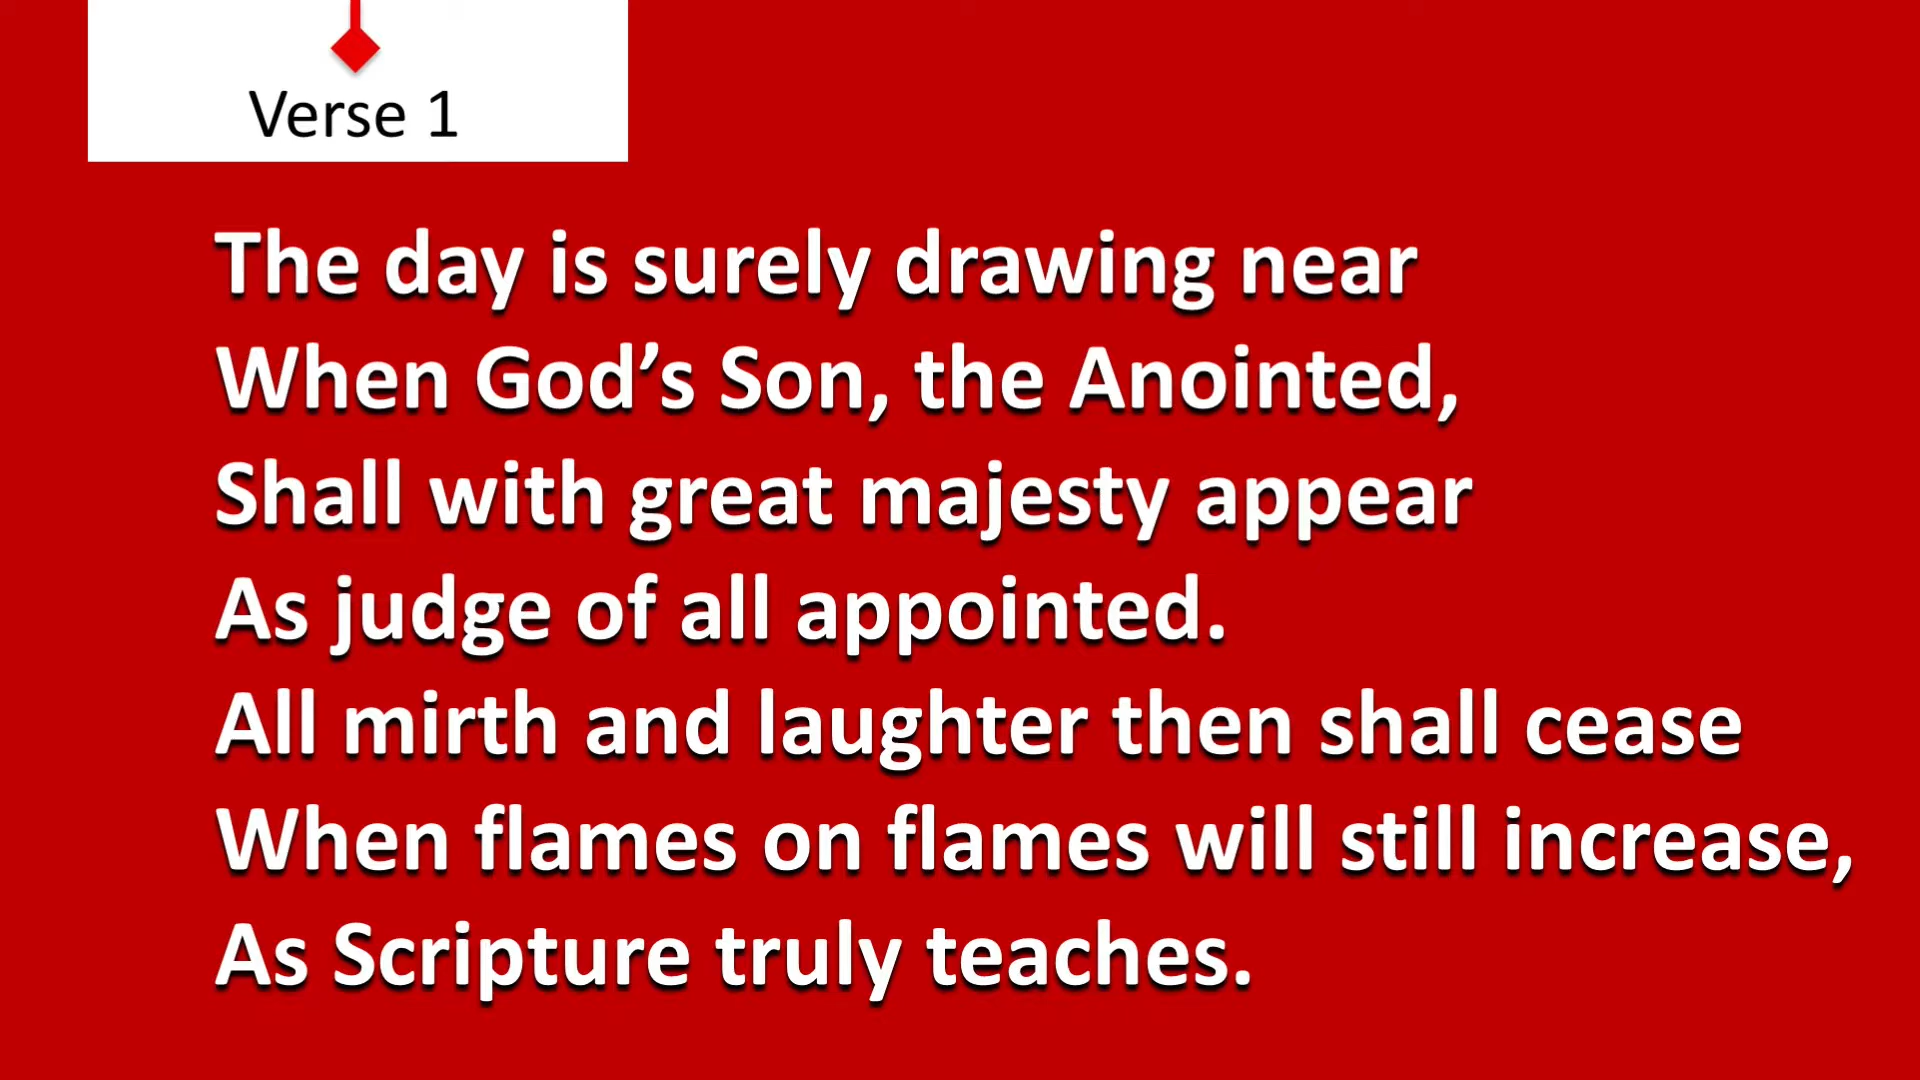 Verse 1
The day is surely drawing near
When God’s Son, the Anointed,
Shall with great majesty appear
As judge of all appointed.
All mirth and laughter then shall cease
When flames on flames will still increase,
As Scripture truly teaches.